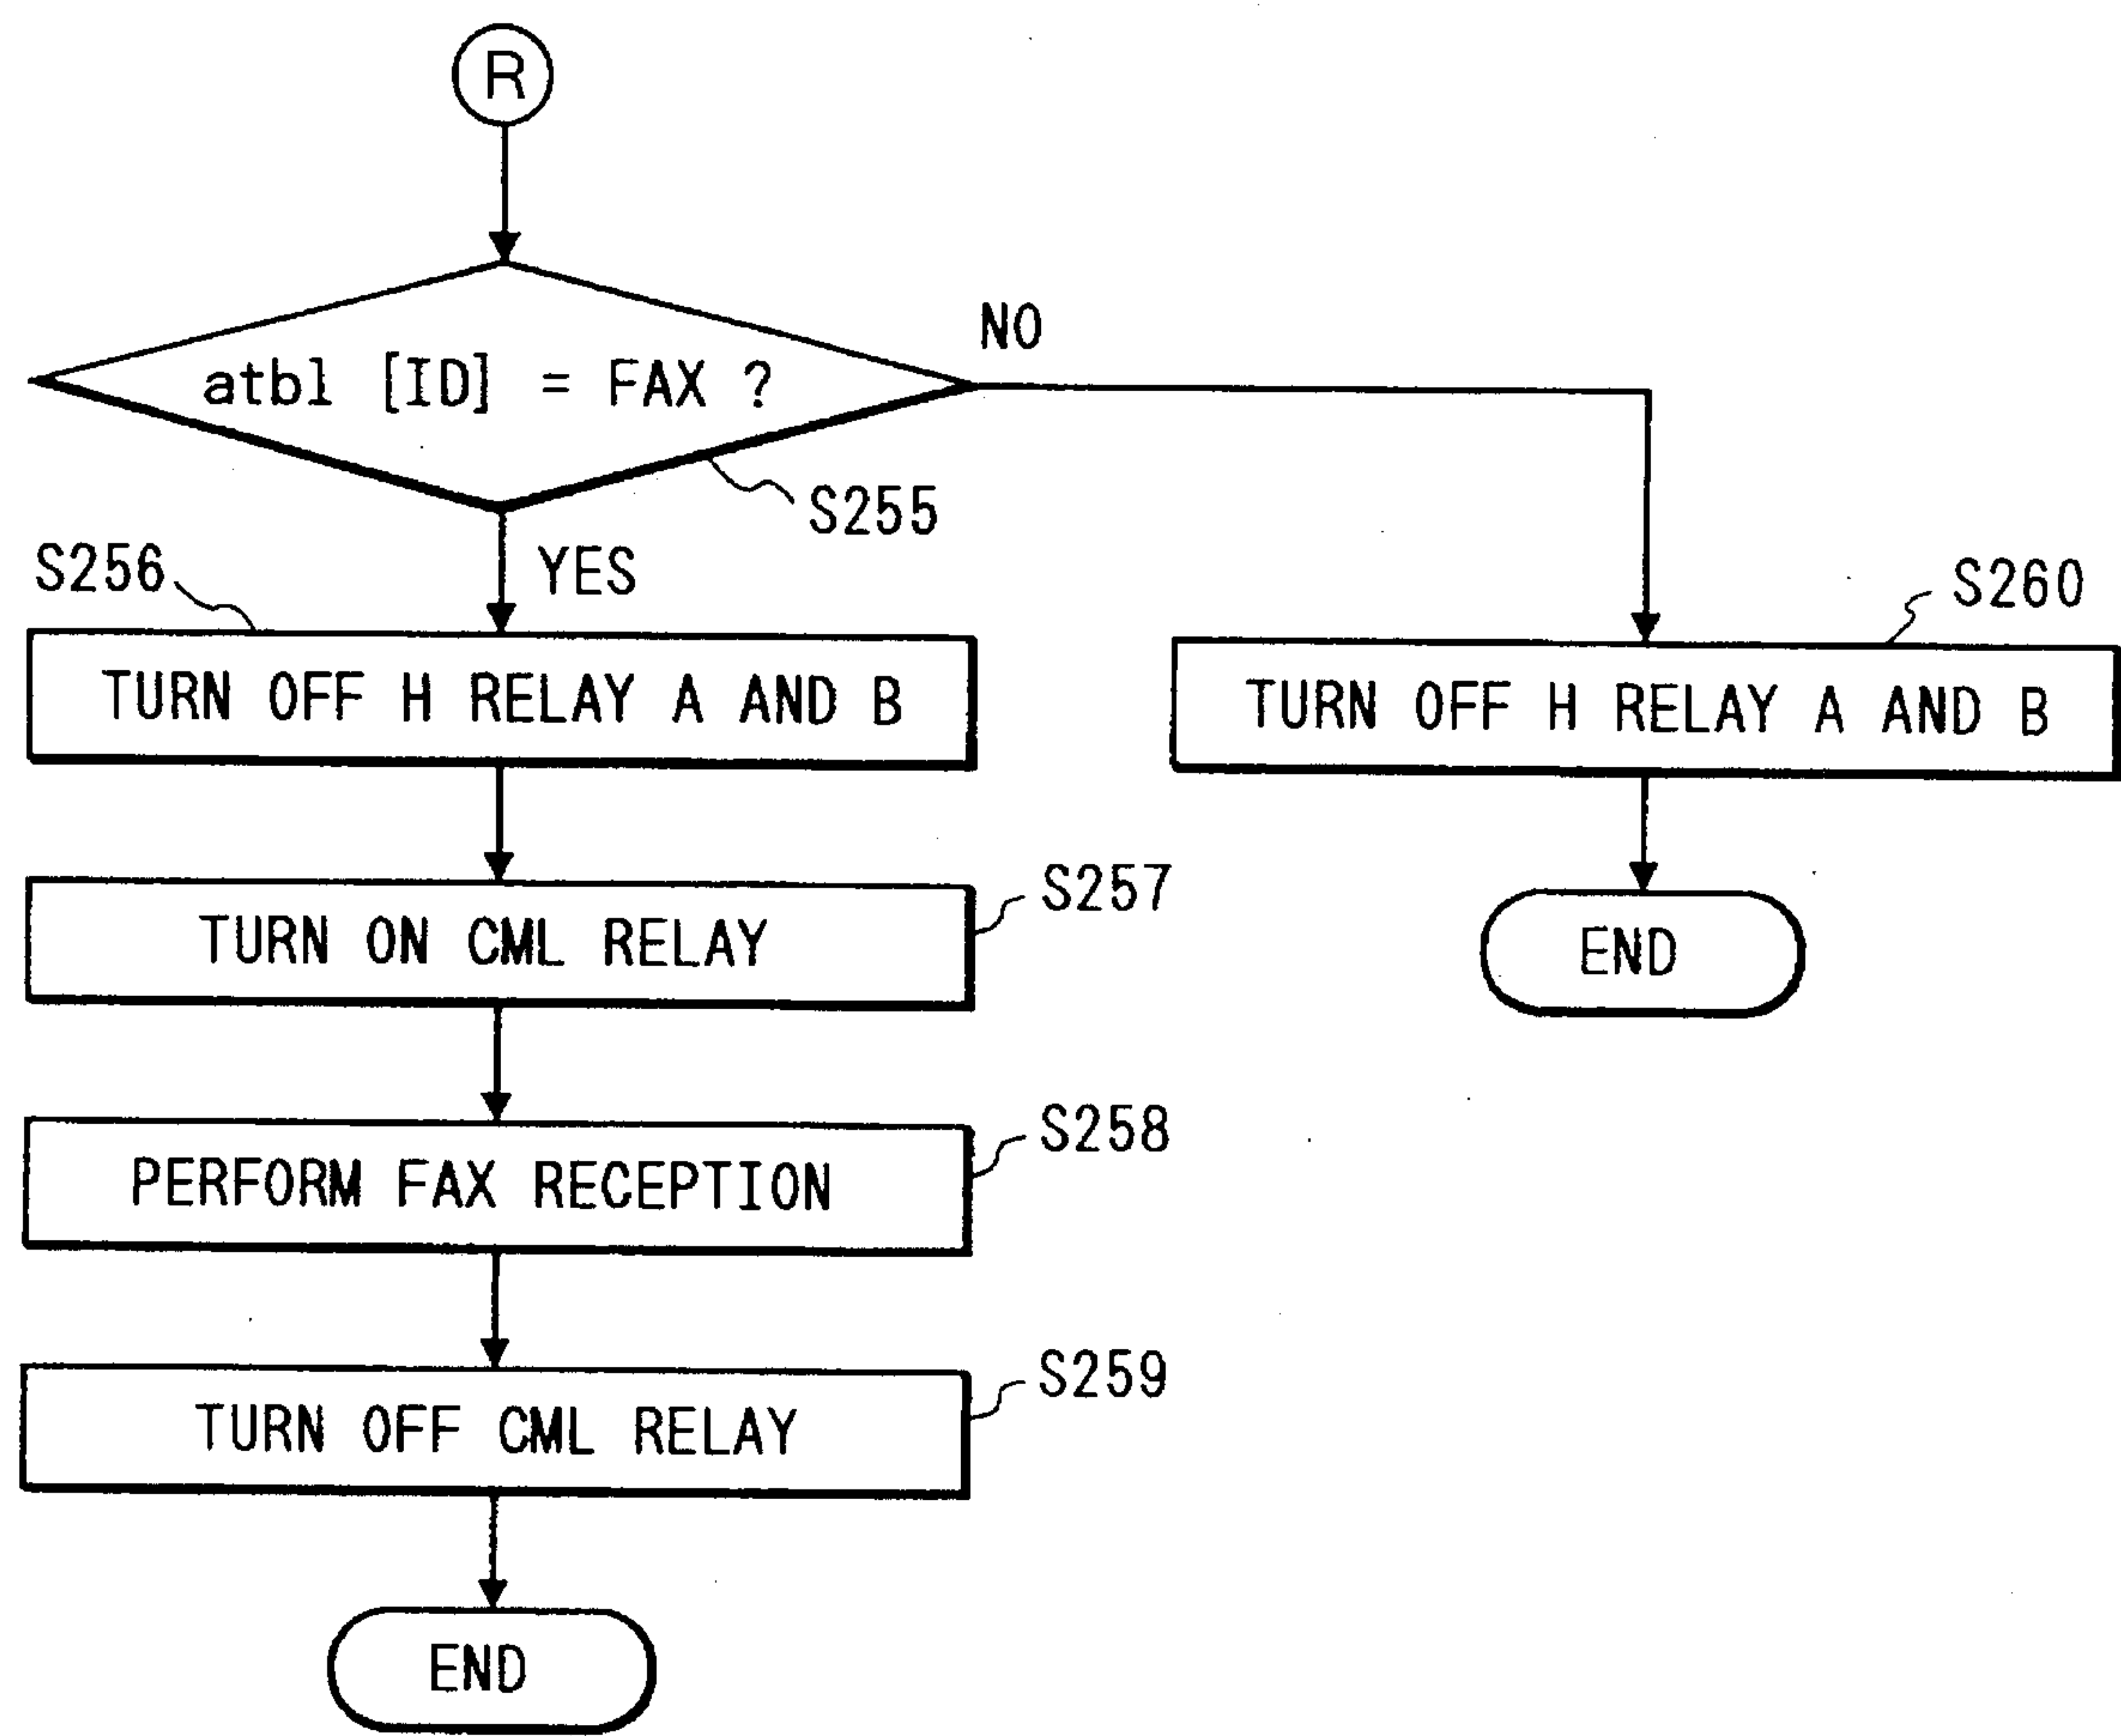 R
NO
atbl [ID] = FAX ?
S255
S256
YES
S260
TURN OFF H RELAY A AND B
TURN OFF H RELAY A AND B
S257
TURN ON CML RELAY
END
S258
PERFORM FAX RECEPTION
S259
TURN OFF CML RELAY
END